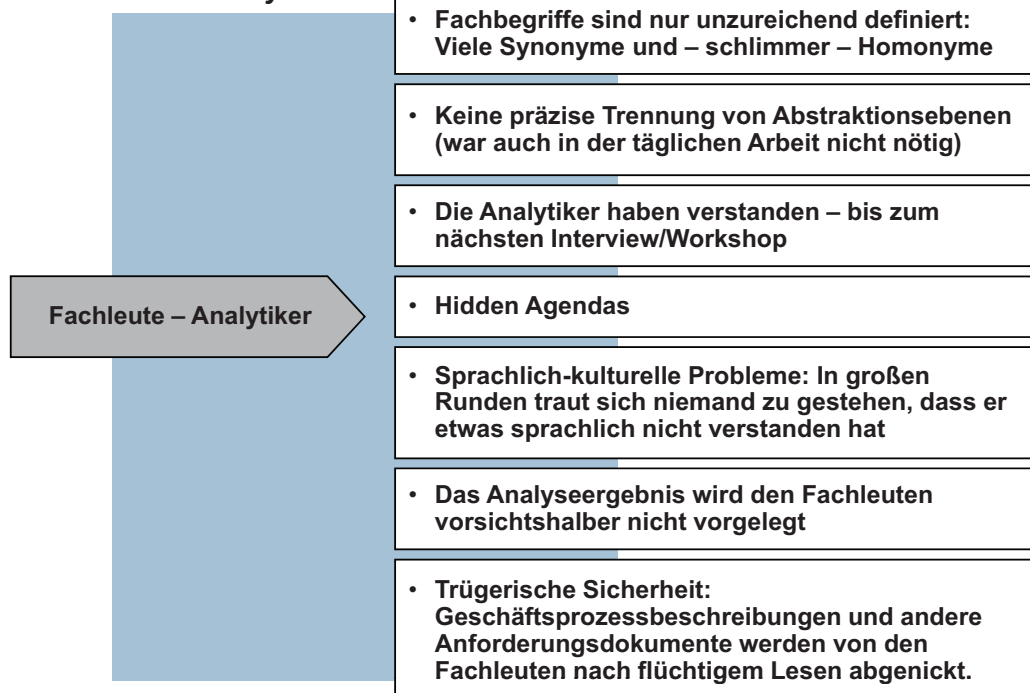 • Fachbegriffe sind nur unzureichend definiert:
Viele Synonyme und – schlimmer – Homonyme
• Keine präzise Trennung von Abstraktionsebenen
(war auch in der täglichen Arbeit nicht nötig)
• Die Analytiker haben verstanden – bis zum
nächsten Interview/Workshop
Fachleute – Analytiker
• Hidden Agendas
• Sprachlich-kulturelle Probleme: In großen
Runden traut sich niemand zu gestehen, dass er
etwas sprachlich nicht verstanden hat
• Das Analyseergebnis wird den Fachleuten
vorsichtshalber nicht vorgelegt
• Trügerische Sicherheit:
Geschäftsprozessbeschreibungen und andere
Anforderungsdokumente werden von den
Fachleuten nach flüchtigem Lesen abgenickt.